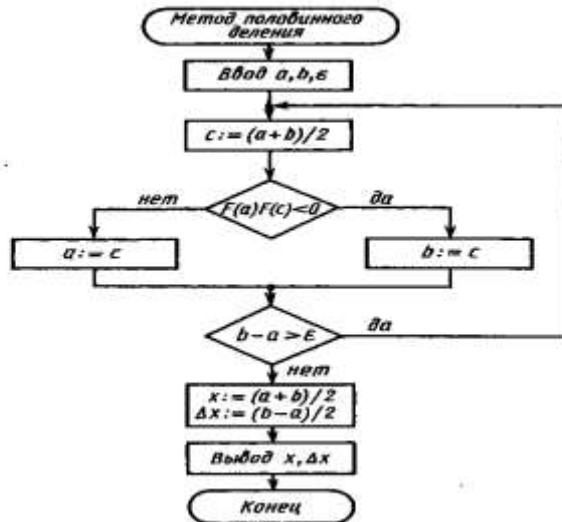 Метод половинного
деления
Ввод a, b, ε
c:= (a+b)/2
F(a)F(c)<0
нет
да
a:= c
b:= c
b-a>ε
да
нет
x:= (a+b)/2
Δx:= (b-a)/2
Вывод x, Δx
Конец